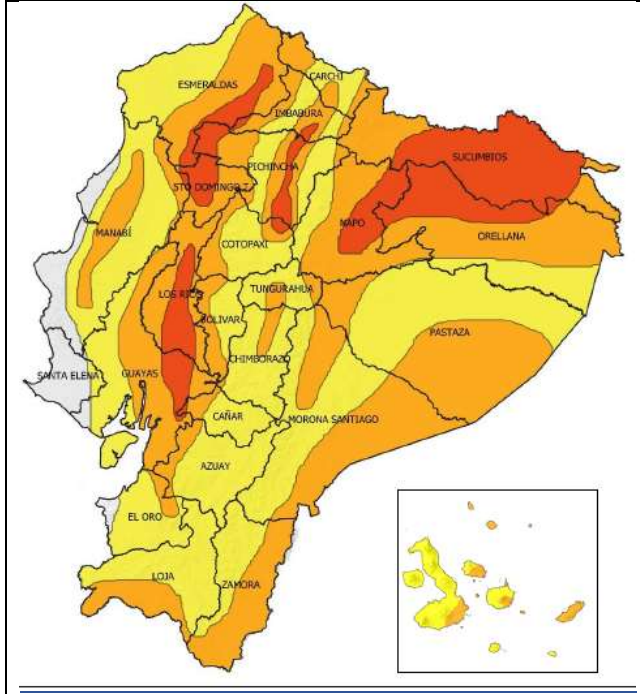 CARCHI
ESMERALDAS
IMBABURA
SUCUMBIOS
PICHINCHA
STO DOMINGO T.
NAPO
MANABÍ
ORELLANA
COTOPAXI
TUNGURAHUA
LOS RIOS
BOLIVAR
PASTAZA
CHIMBORAZO
SANTA ELENA
GUAYAS
CAÑAR
MORONA SANTIAGO
AZUAY
EL ORO
LOJA
ZAMORA